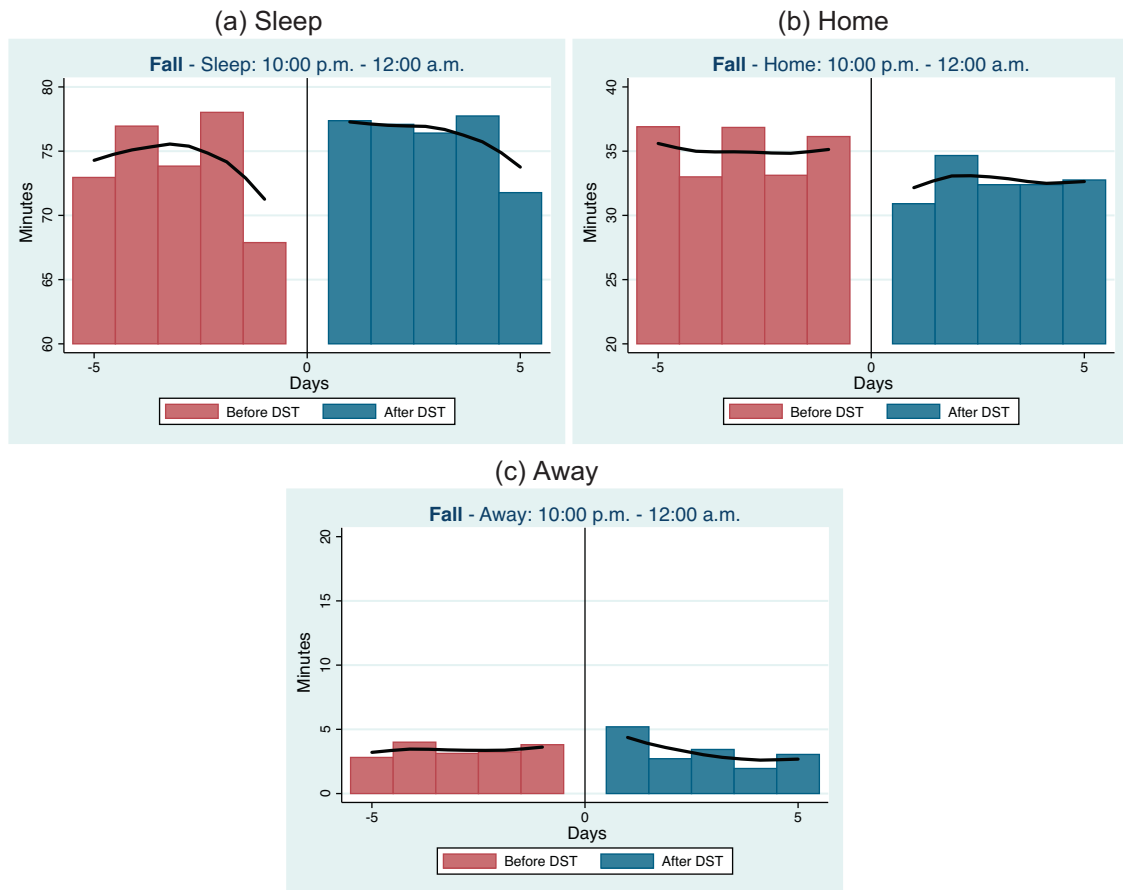 (a) Sleep
Fall - Sleep: 10:00 p.m. - 12:00 a.m.
80
75
70
65
60
Minutes
-5 0 5
Days
Before DST After DST
(b) Home
Fall - Home: 10:00 p.m. - 12:00 a.m.
40
35
30
25
20
Minutes
-5 0 5
Days
Before DST After DST
(c) Away
Fall - Away: 10:00 p.m. - 12:00 a.m.
20
15
10
5
0
Minutes
-5 0 5
Days
Before DST After DST